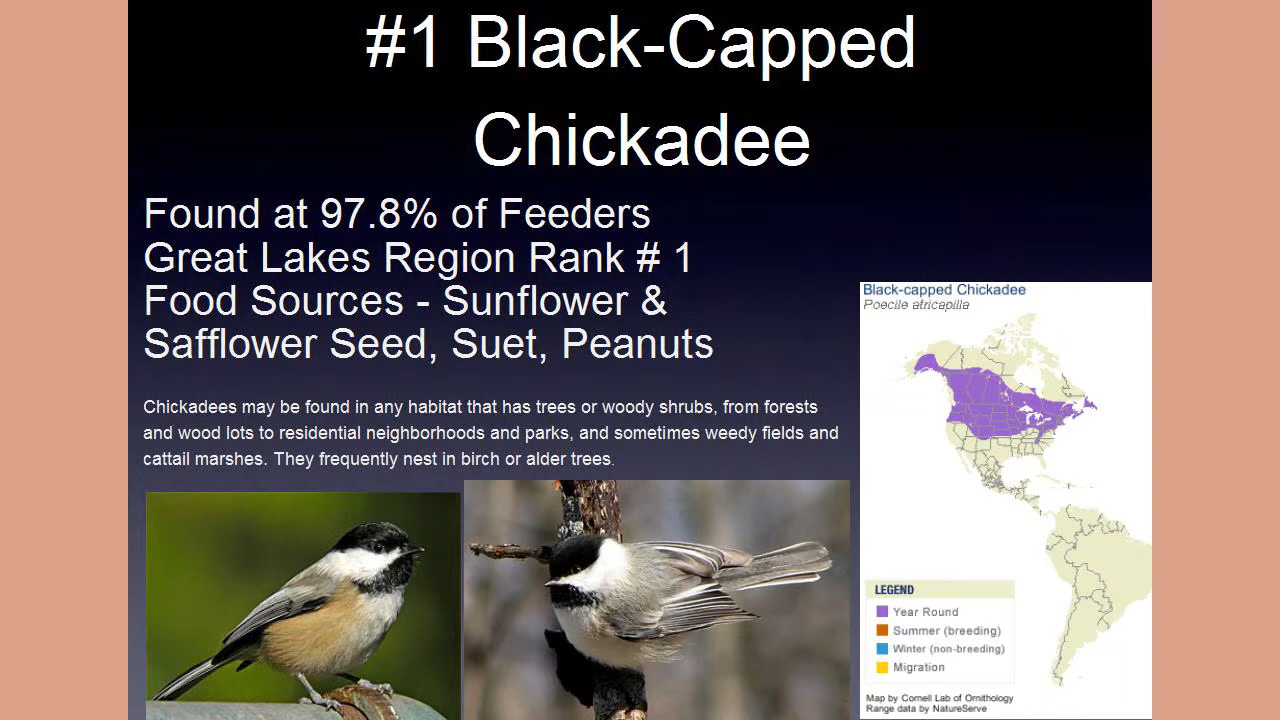 #1 Black-Capped
Chickadee
Found at 97.8% of Feeders
Great Lakes Region Rank # 1
Food Sources - Sunflower &
Safflower Seed, Suet, Peanuts
Chickadees may be found in any habitat that has trees or woody shrubs, from forests
and wood lots to residential neighborhoods and parks, and sometimes weedy fields and
cattail marshes. They frequently nest in birch or alder trees.
Black-capped Chickadee
Poecile atricapilla
LEGEND
Year Round
Summer (breeding)
Winter (non-breeding)
Migration
Map by Cornell Lab of Ornithology
Range data by NatureServe